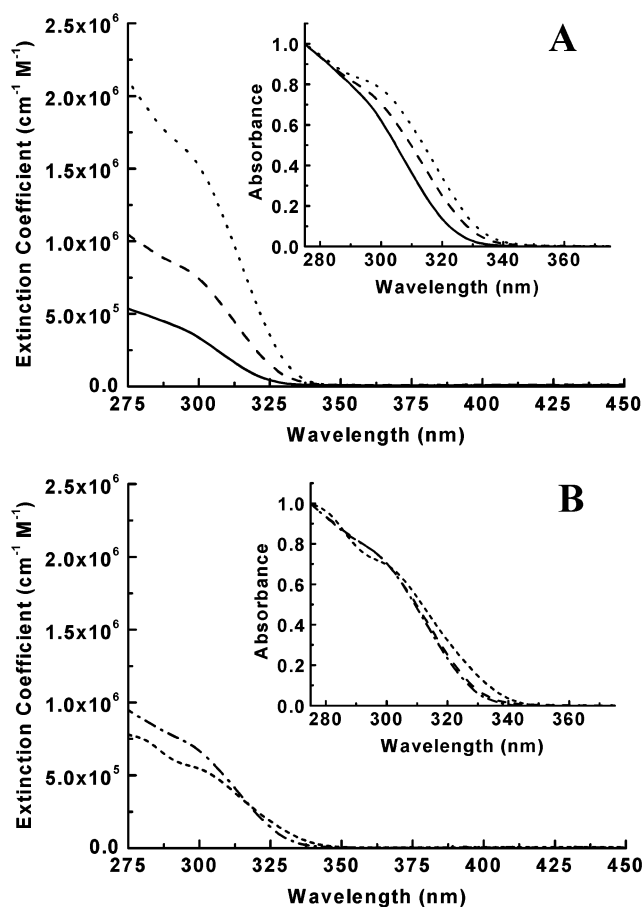 A
Extinction Coefficient (cm⁻¹ M⁻¹)
2.5x10⁶
2.0x10⁶
1.5x10⁶
1.0x10⁶
5.0x10⁵
0.0
275 300 325 350 375 400 425 450
Wavelength (nm)
Absorbance
1.0
0.8
0.6
0.4
0.2
0.0
280 300 320 340 360
Wavelength (nm)
B
Extinction Coefficient (cm⁻¹ M⁻¹)
2.5x10⁶
2.0x10⁶
1.5x10⁶
1.0x10⁶
5.0x10⁵
0.0
275 300 325 350 375 400 425 450
Wavelength (nm)
Absorbance
1.0
0.8
0.6
0.4
0.2
0.0
280 300 320 340 360
Wavelength (nm)